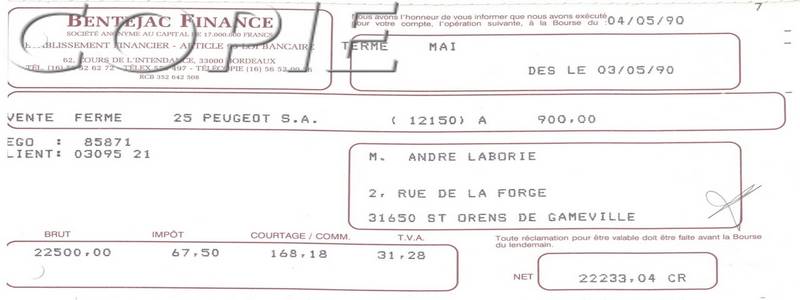 BENTEJAC FINANCE
SOCIÉTÉ ANONYME AU CAPITAL DE 17.000.000 FRANCS
ÉTABLISSEMENT FINANCIER - ARTICLE 99 LOI BANCAIRE
62, COURS DE L'INTENDANCE, 33000 BORDEAUX
RCB 352 642 508
COPIE
Nous avons l'honneur de vous informer que nous avons exécuté
pour votre compte, l'opération suivante, à la Bourse du : 04/05/90
7
TERME MAI
DES LE 03/05/90
VENTE FERME 25 PEUGEOT S.A. ( 12150) A 900,00
EGO : 85871
LIENT: 03095 21
M. ANDRE LABORIE
2, RUE DE LA FORGE
31650 ST ORENS DE GAMEVILLE
BRUT IMPÔT COURTAGE / COMM. T.V.A.
22500,00 67,50 168,18 31,28
Toute réclamation pour être valable doit être faite avant la Bourse
du lendemain.
NET 22233,04 CR